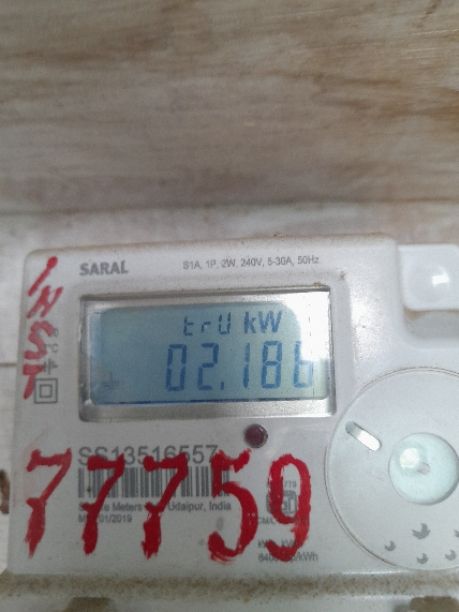 SARAL S1A, 1P, 2W, 240V, 5-30A, 50Hz
INST
trU kW
02.186
SS13516557
77759
Udaipur, India
01/2019